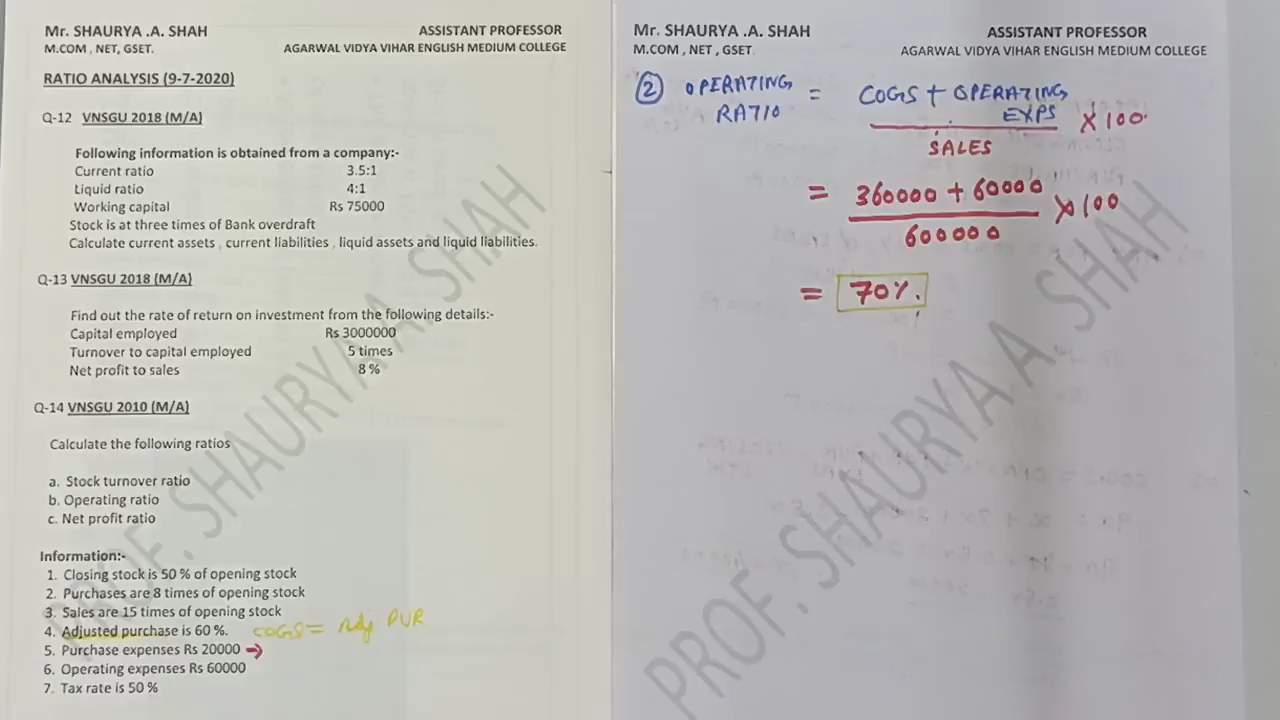 Mr. SHAURYA .A. SHAH ASSISTANT PROFESSOR
M.COM , NET, GSET. AGARWAL VIDYA VIHAR ENGLISH MEDIUM COLLEGE
RATIO ANALYSIS (9-7-2020)
Q-12 VNSGU 2018 (M/A)
Following information is obtained from a company:-
Current ratio 3.5:1
Liquid ratio 4:1
Working capital Rs 75000
Stock is at three times of Bank overdraft
Calculate current assets , current liabilities , liquid assets and liquid liabilities.
Q-13 VNSGU 2018 (M/A)
Find out the rate of return on investment from the following details:-
Capital employed Rs 3000000
Turnover to capital employed 5 times
Net profit to sales 8 %
Q-14 VNSGU 2010 (M/A)
Calculate the following ratios
a. Stock turnover ratio
b. Operating ratio
c. Net profit ratio
Information:-
1. Closing stock is 50 % of opening stock
2. Purchases are 8 times of opening stock
3. Sales are 15 times of opening stock
4. Adjusted purchase is 60 %. COGS = Adj PUR
5. Purchase expenses Rs 20000 →
6. Operating expenses Rs 60000
7. Tax rate is 50 %
PROF. SHAURYA A. SHAH
Mr. SHAURYA .A. SHAH ASSISTANT PROFESSOR
M.COM , NET , GSET. AGARWAL VIDYA VIHAR ENGLISH MEDIUM COLLEGE
② OPERATING = COGS + OPERATING
RATIO EXPS × 100
SALES
= 360000 + 60000 × 100
600000
= 70%.
PROF. SHAURYA A. SHAH